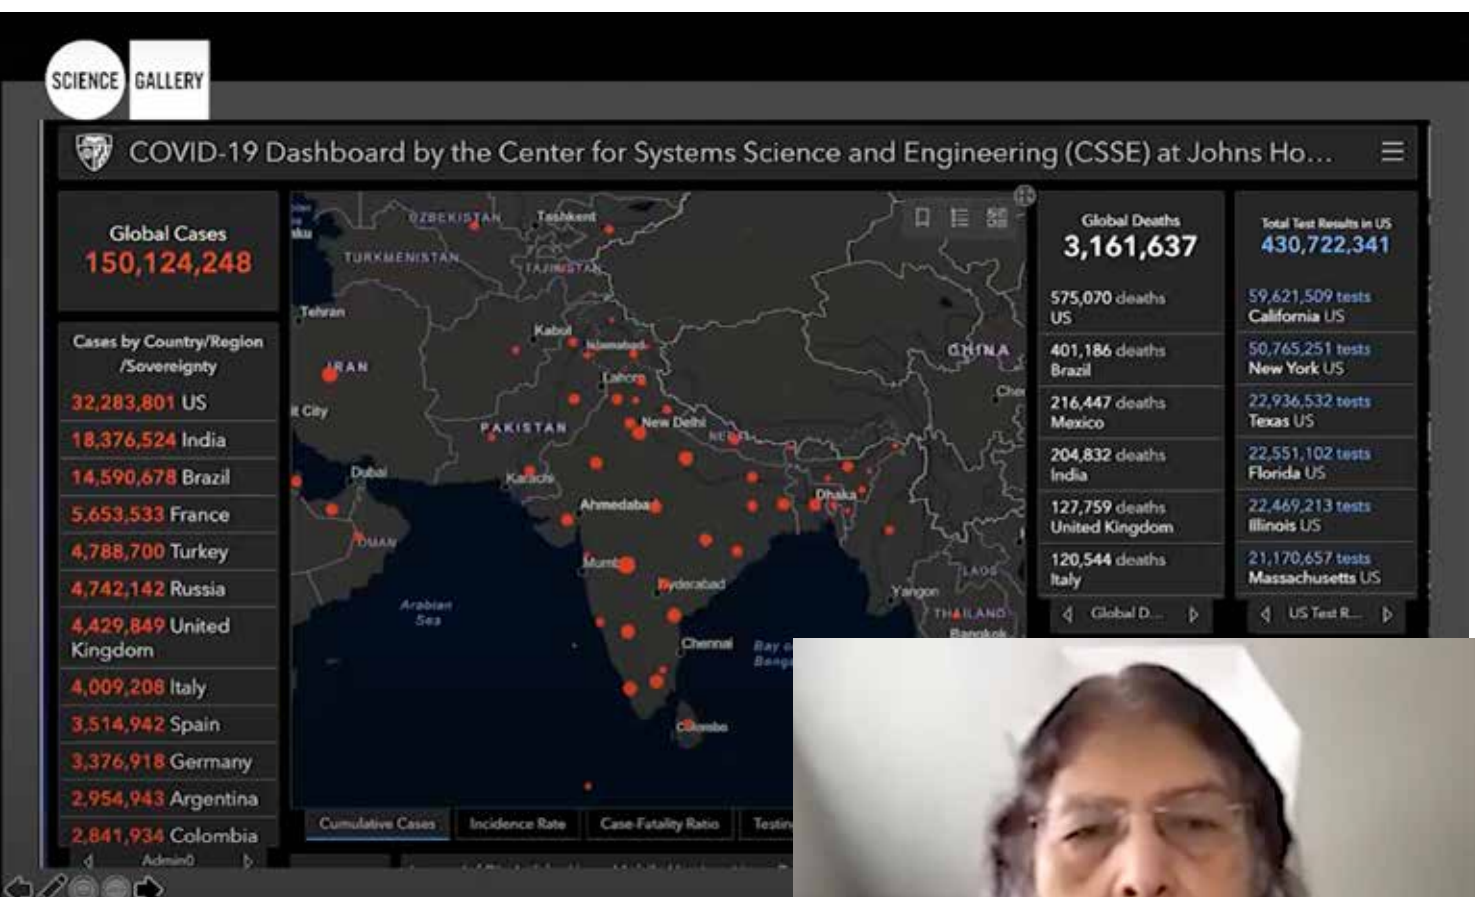 SCIENCE GALLERY
COVID-19 Dashboard by the Center for Systems Science and Engineering (CSSE) at Johns Ho...
Global Cases
150,124,248
Cases by Country/Region
/Sovereignty
32,283,801 US
18,376,524 India
14,590,678 Brazil
5,653,533 France
4,788,700 Turkey
4,742,142 Russia
4,429,849 United
Kingdom
4,009,208 Italy
3,514,942 Spain
3,376,918 Germany
2,954,943 Argentina
2,841,934 Colombia
Admin0
UZBEKISTAN
Tashkent
TURKMENISTAN
TAJIKISTAN
Tehran
Kabul
Islamabad
IRAN
CHINA
Lahore
it City
PAKISTAN
New Delhi
NEPAL
Dubai
Karachi
Ahmedaba
Dhaka
OMAN
Mumb
Hyderabad
LAOS
Yangon
Arabian
Sea
THAILAND
Bangkok
Chennai
Bay o
Benga
Colombo
Cumulative Cases
Incidence Rate
Case-Fatality Ratio
Testin
Global Deaths
3,161,637
575,070 deaths
US
401,186 deaths
Brazil
216,447 deaths
Mexico
204,832 deaths
India
127,759 deaths
United Kingdom
120,544 deaths
Italy
Global D...
Total Test Results in US
430,722,341
59,621,509 tests
California US
50,765,251 tests
New York US
22,936,532 tests
Texas US
22,551,102 tests
Florida US
22,469,213 tests
Illinois US
21,170,657 tests
Massachusetts US
US Test R...